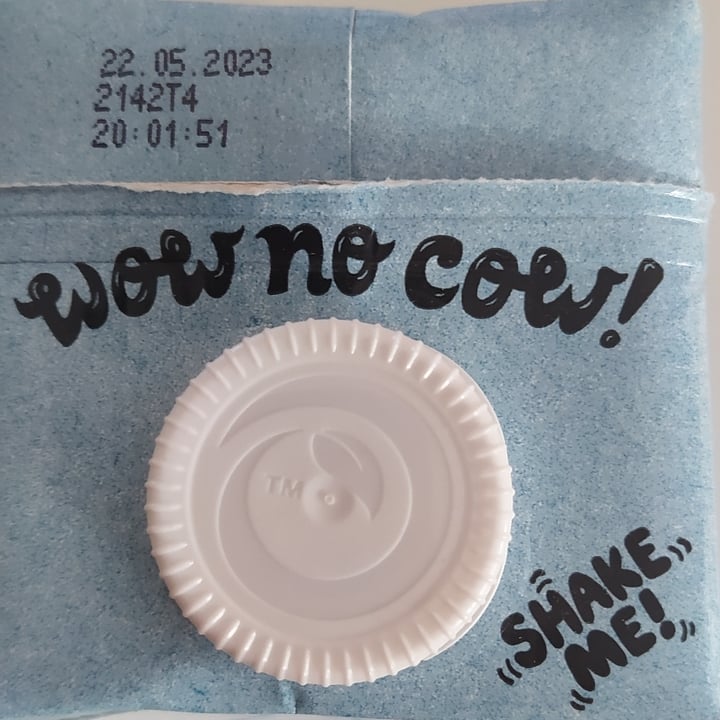 22.05.2023
2142T4
20:01:51
wow no cow!
TM
SHAKE
ME!